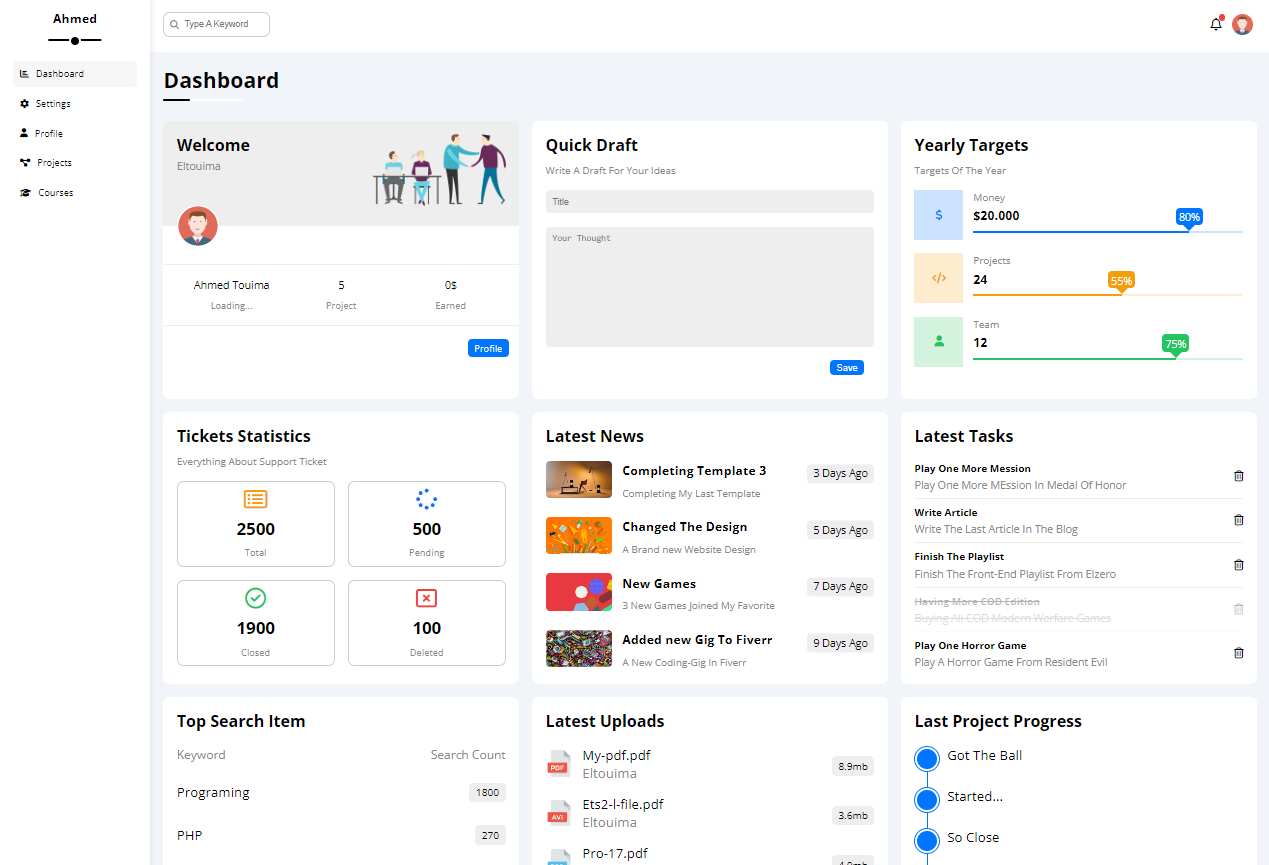 Ahmed
Type A Keyword
Dashboard
Settings
Profile
Projects
Courses
Dashboard
Welcome
Eltouima
Ahmed Touima
Loading...
5
Project
0$
Earned
Profile
Quick Draft
Write A Draft For Your Ideas
Title
Your Thought
Save
Yearly Targets
Targets Of The Year
Money
$20.000
80%
Projects
24
55%
Team
12
75%
Tickets Statistics
Everything About Support Ticket
2500
Total
500
Pending
1900
Closed
100
Deleted
Latest News
Completing Template 3
Completing My Last Template
3 Days Ago
Changed The Design
A Brand new Website Design
5 Days Ago
New Games
3 New Games Joined My Favorite
7 Days Ago
Added new Gig To Fiverr
A New Coding-Gig In Fiverr
9 Days Ago
Latest Tasks
Play One More Mession
Play One More MEssion In Medal Of Honor
Write Article
Write The Last Article In The Blog
Finish The Playlist
Finish The Front-End Playlist From Elzero
Having More COD Edition
Buying All COD Modern Warfare Games
Play One Horror Game
Play A Horror Game From Resident Evil
Top Search Item
Keyword Search Count
Programing 1800
PHP 270
Latest Uploads
PDF
My-pdf.pdf
Eltouima
8.9mb
AVI
Ets2-l-file.pdf
Eltouima
3.6mb
Pro-17.pdf
Last Project Progress
Got The Ball
Started...
So Close